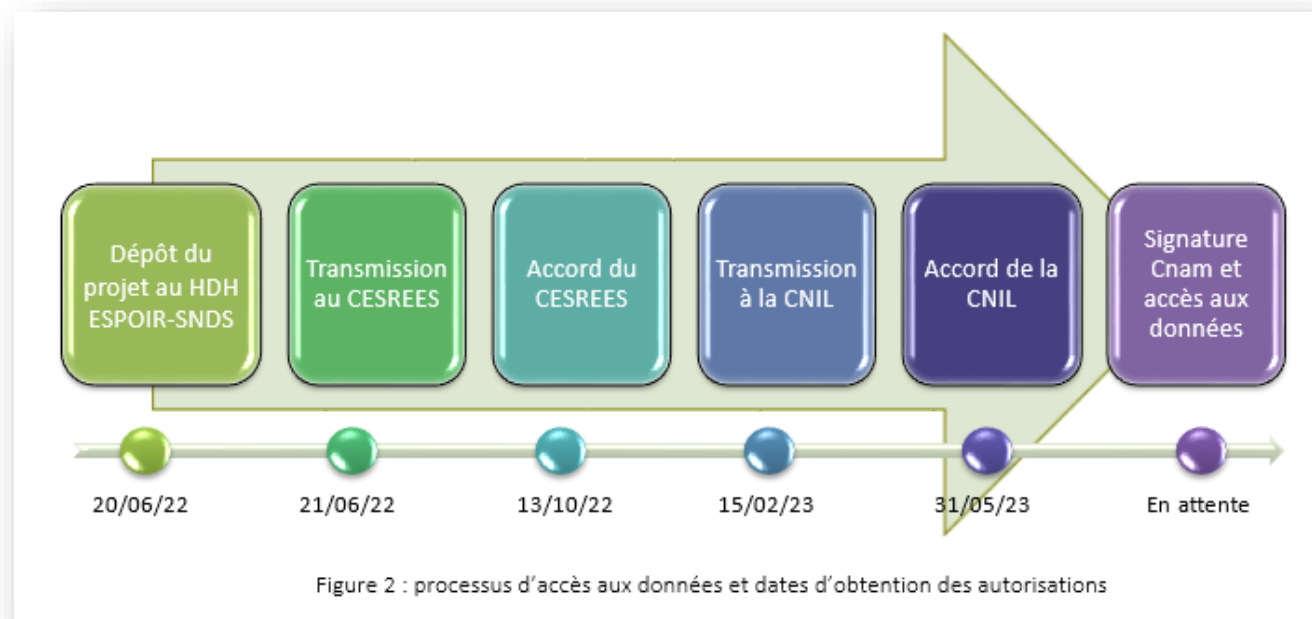 Dépôt du
projet au HDH
ESPOIR-SNDS
Transmission
au CESREES
Accord du
CESREES
Transmission
à la CNIL
Accord de la
CNIL
Signature
Cnam et
accès aux
données
20/06/22
21/06/22
13/10/22
15/02/23
31/05/23
En attente
Figure 2 : processus d’accès aux données et dates d’obtention des autorisations